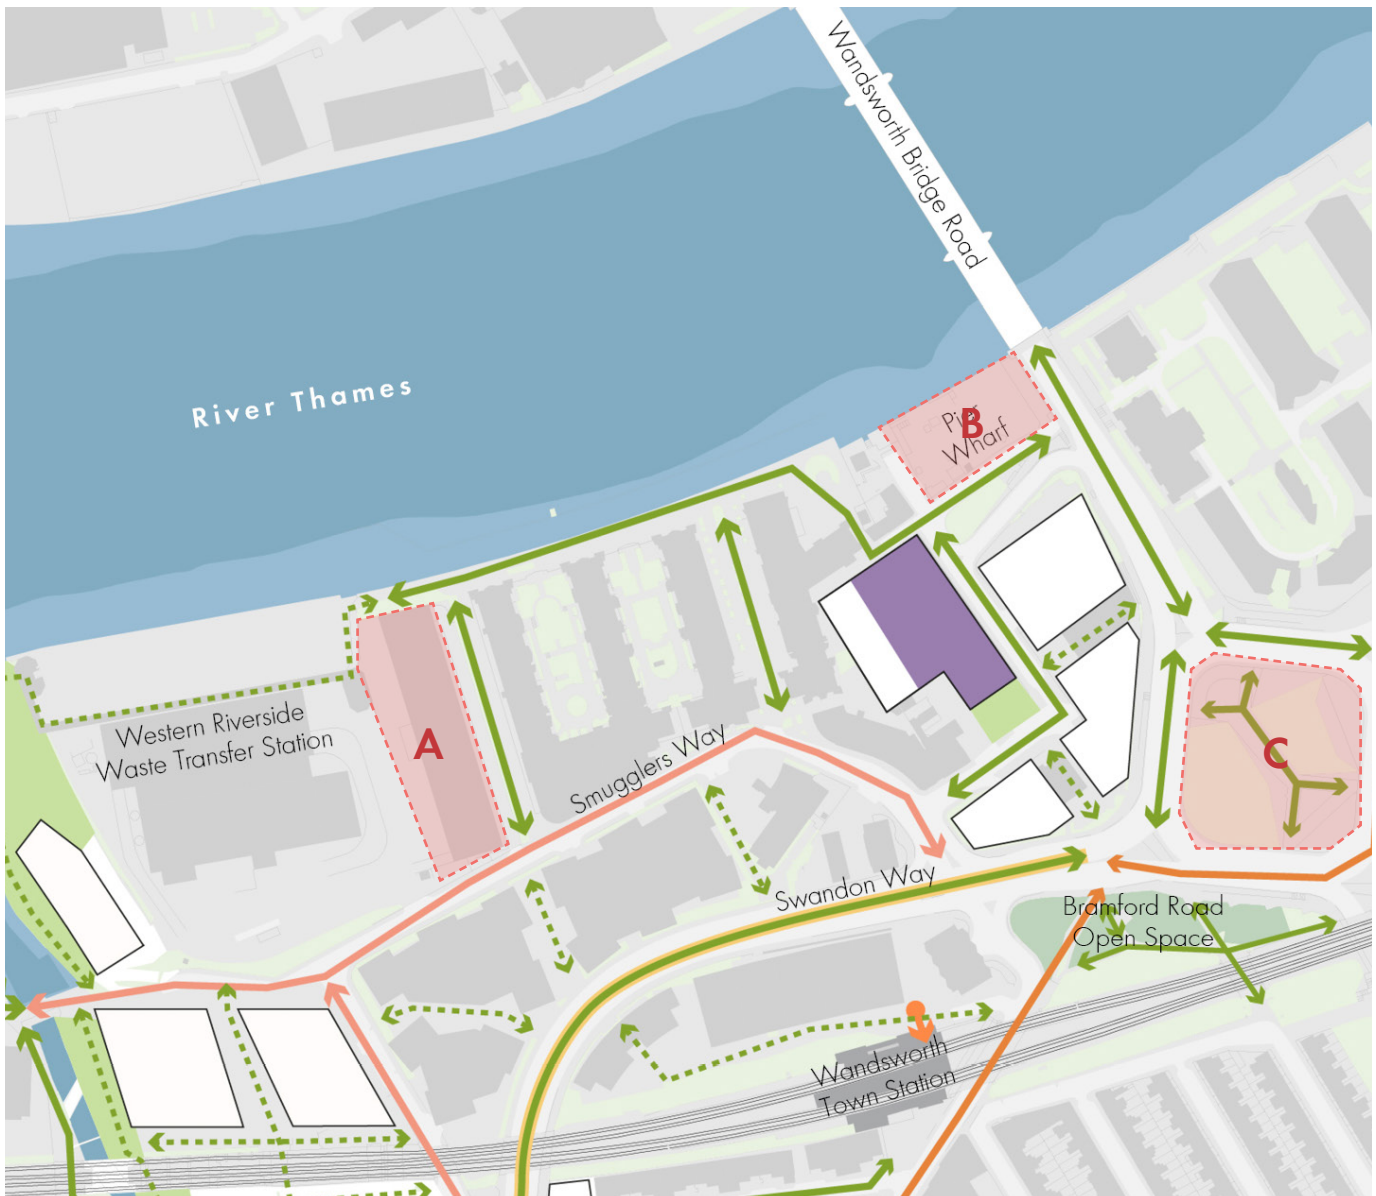 Wandsworth Bridge Road
River Thames
Pier
Wharf
B
A
C
Western Riverside
Waste Transfer Station
Smugglers Way
Swandon Way
Bramford Road
Open Space
Wandsworth
Town Station